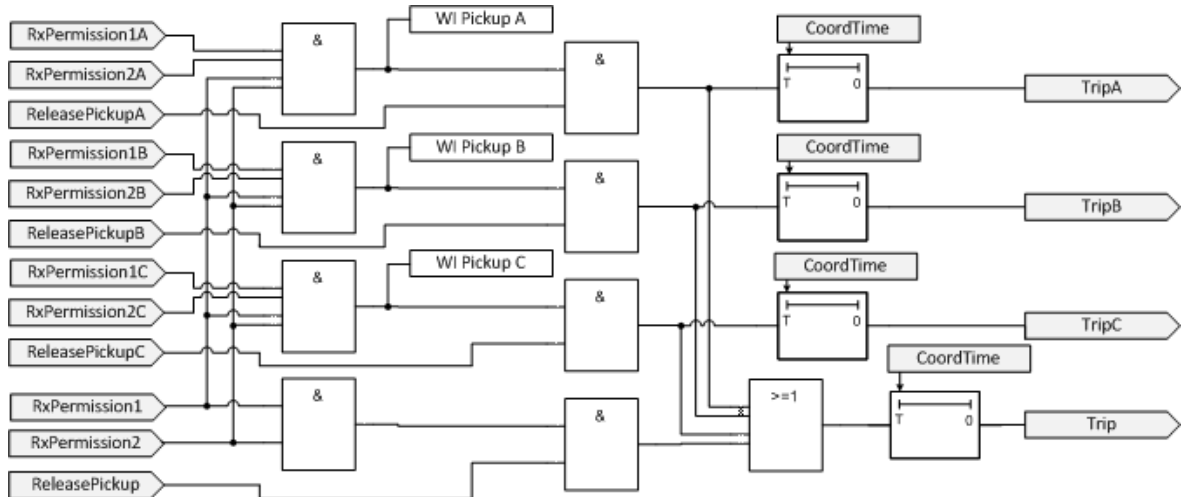 RxPermission1A
&
WI Pickup A
CoordTime
RxPermission2A
&
T 0
TripA
ReleasePickupA
RxPermission1B
&
WI Pickup B
CoordTime
RxPermission2B
&
T 0
TripB
ReleasePickupB
RxPermission1C
&
WI Pickup C
CoordTime
RxPermission2C
&
T 0
TripC
ReleasePickupC
CoordTime
RxPermission1
&
&
>=1
T 0
Trip
RxPermission2
ReleasePickup